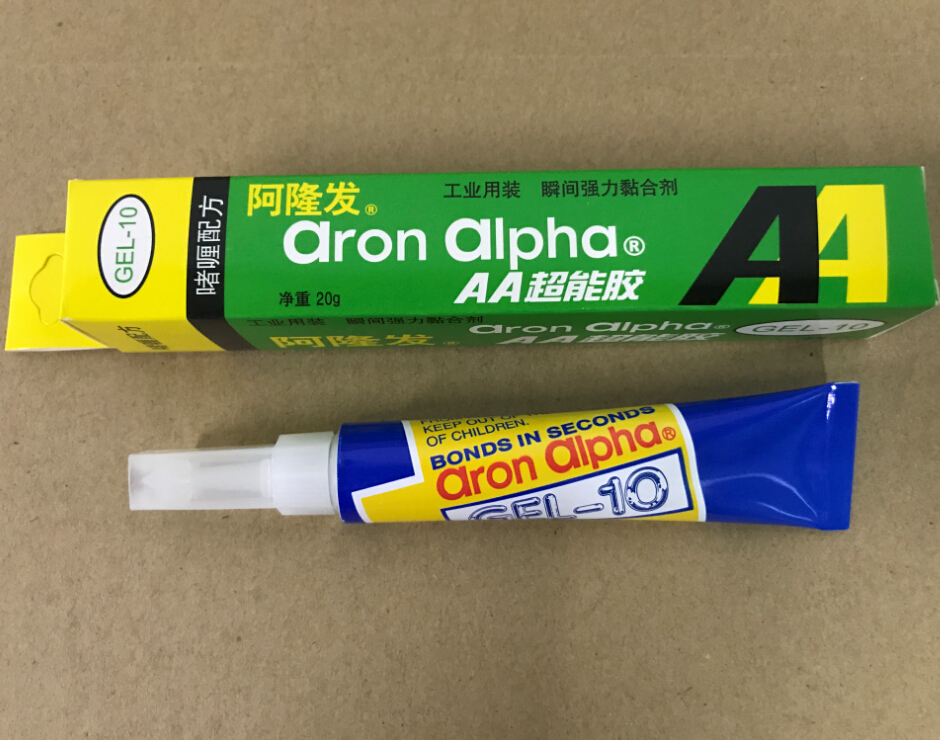 GEL-10
啫喱配方
阿隆发®
工业用装 瞬间强力黏合剂
aron alpha®
AA超能胶
净重 20g
AA
配方
工业用装 瞬间强力黏合剂
阿隆发®
aron alpha®
AA超能胶
GEL-10
KEEP OUT OF
OF CHILDREN.
BONDS IN SECONDS
aron alpha®
GEL-10